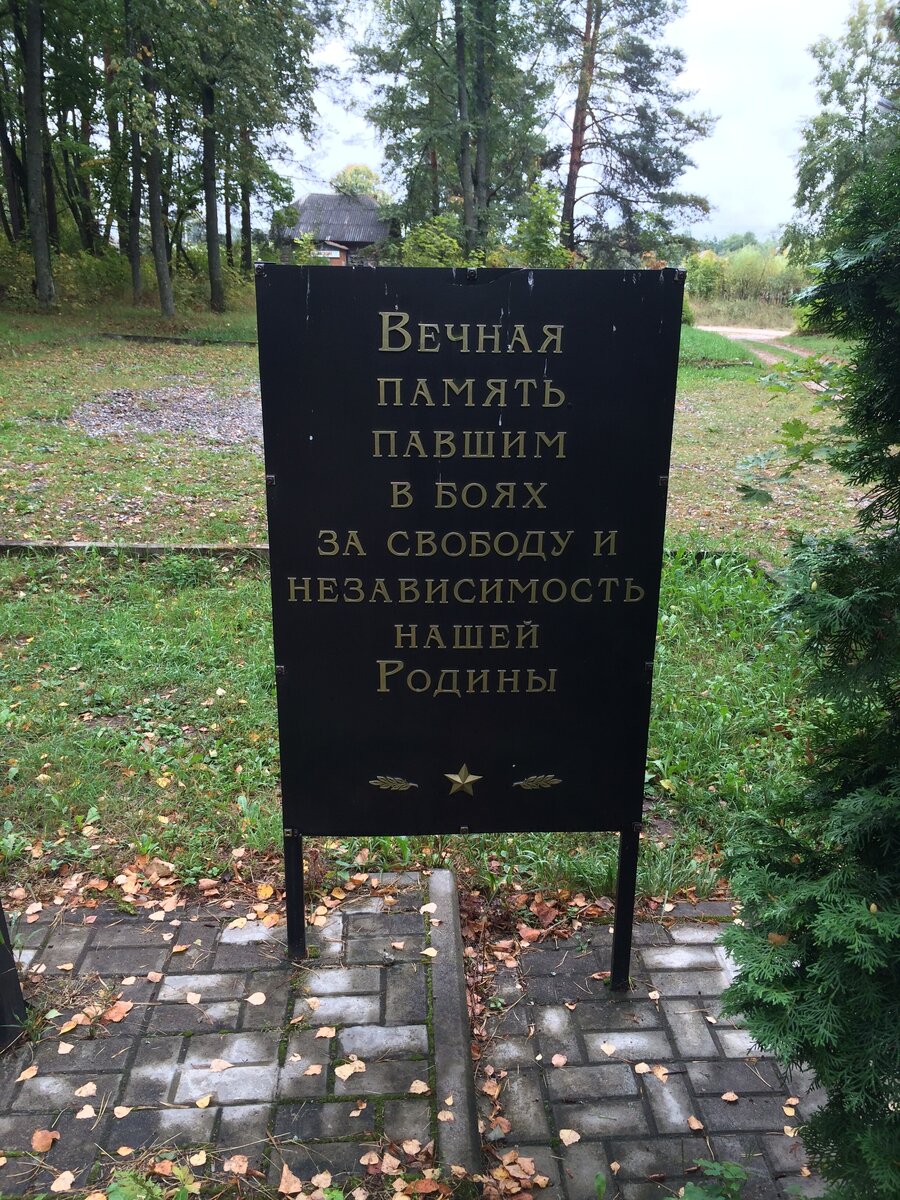 Вечная
память
павшим
в боях
за свободу и
независимость
нашей
Родины